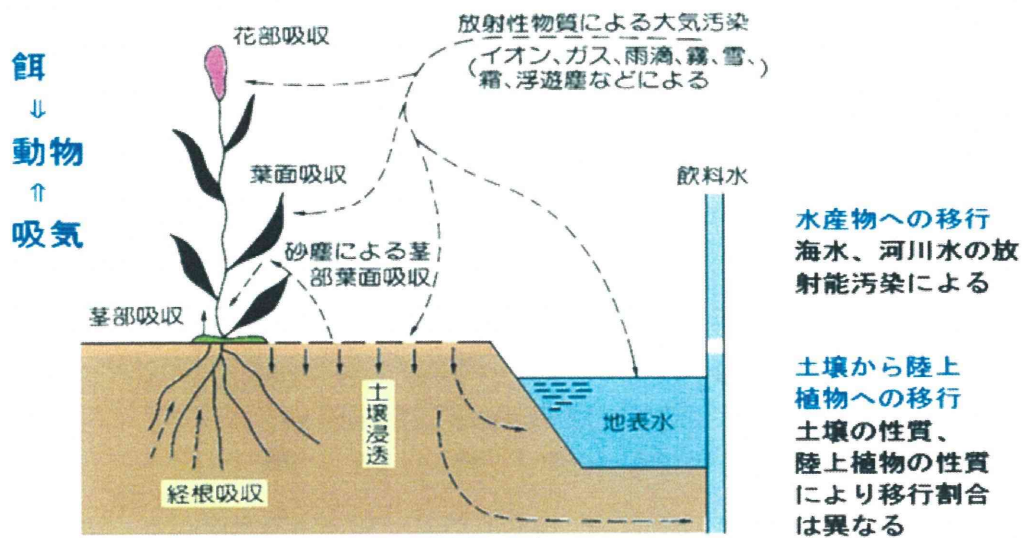 放射性物質による大気汚染
(イオン、ガス、雨滴、霧、雪、
霜、浮遊塵などによる)
花部吸収
餌
⇓
動物
⇑
吸気
葉面吸収
飲料水
砂塵による茎
部葉面吸収
茎部吸収
水産物への移行
海水、河川水の放
射能汚染による
土壌から陸上
植物への移行
土壌の性質、
陸上植物の性質
により移行割合
は異なる
土壌浸透
地表水
経根吸収